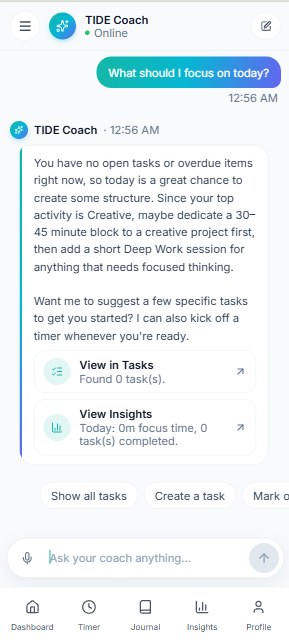 TIDE Coach
Online
What should I focus on today?
12:56 AM
TIDE Coach · 12:56 AM
You have no open tasks or overdue items
right now, so today is a great chance to
create some structure. Since your top
activity is Creative, maybe dedicate a 30–
45 minute block to a creative project first,
then add a short Deep Work session for
anything that needs focused thinking.
Want me to suggest a few specific tasks
to get you started? I can also kick off a
timer whenever you're ready.
View in Tasks
Found 0 task(s).
View Insights
Today: 0m focus time, 0
task(s) completed.
Show all tasks
Create a task
Mark o
Ask your coach anything...
Dashboard
Timer
Journal
Insights
Profile